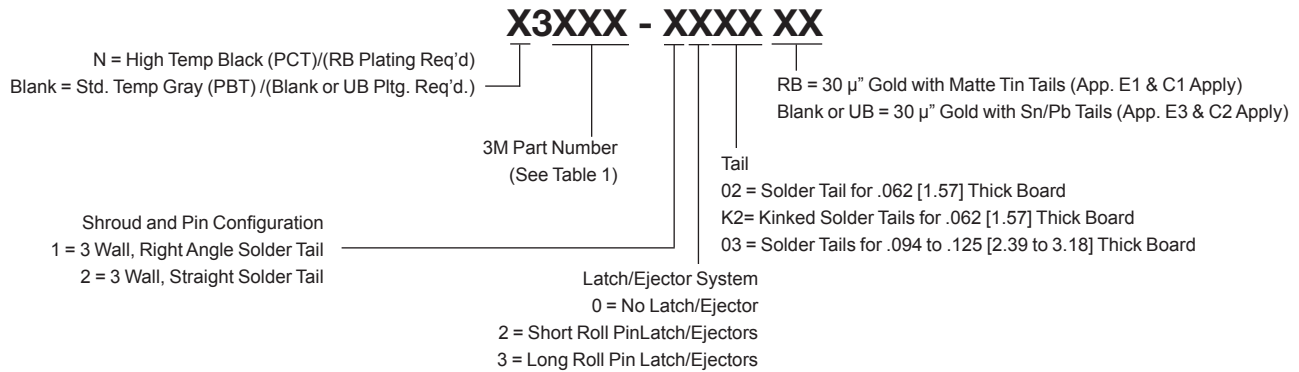 X3XXX - XXXX XX
N = High Temp Black (PCT)/(RB Plating Req'd)
Blank = Std. Temp Gray (PBT) /(Blank or UB Pltg. Req'd.)
RB = 30 µ" Gold with Matte Tin Tails (App. E1 & C1 Apply)
Blank or UB = 30 µ" Gold with Sn/Pb Tails (App. E3 & C2 Apply)
3M Part Number
(See Table 1)
Tail
02 = Solder Tail for .062 [1.57] Thick Board
K2= Kinked Solder Tails for .062 [1.57] Thick Board
03 = Solder Tails for .094 to .125 [2.39 to 3.18] Thick Board
Shroud and Pin Configuration
1 = 3 Wall, Right Angle Solder Tail
2 = 3 Wall, Straight Solder Tail
Latch/Ejector System
0 = No Latch/Ejector
2 = Short Roll PinLatch/Ejectors
3 = Long Roll Pin Latch/Ejectors